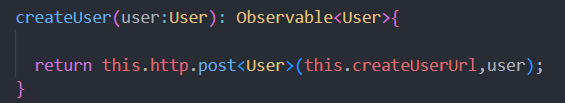 createUser(user:User): Observable<User>{
return this.http.post<User>(this.createUserUrl,user);
}